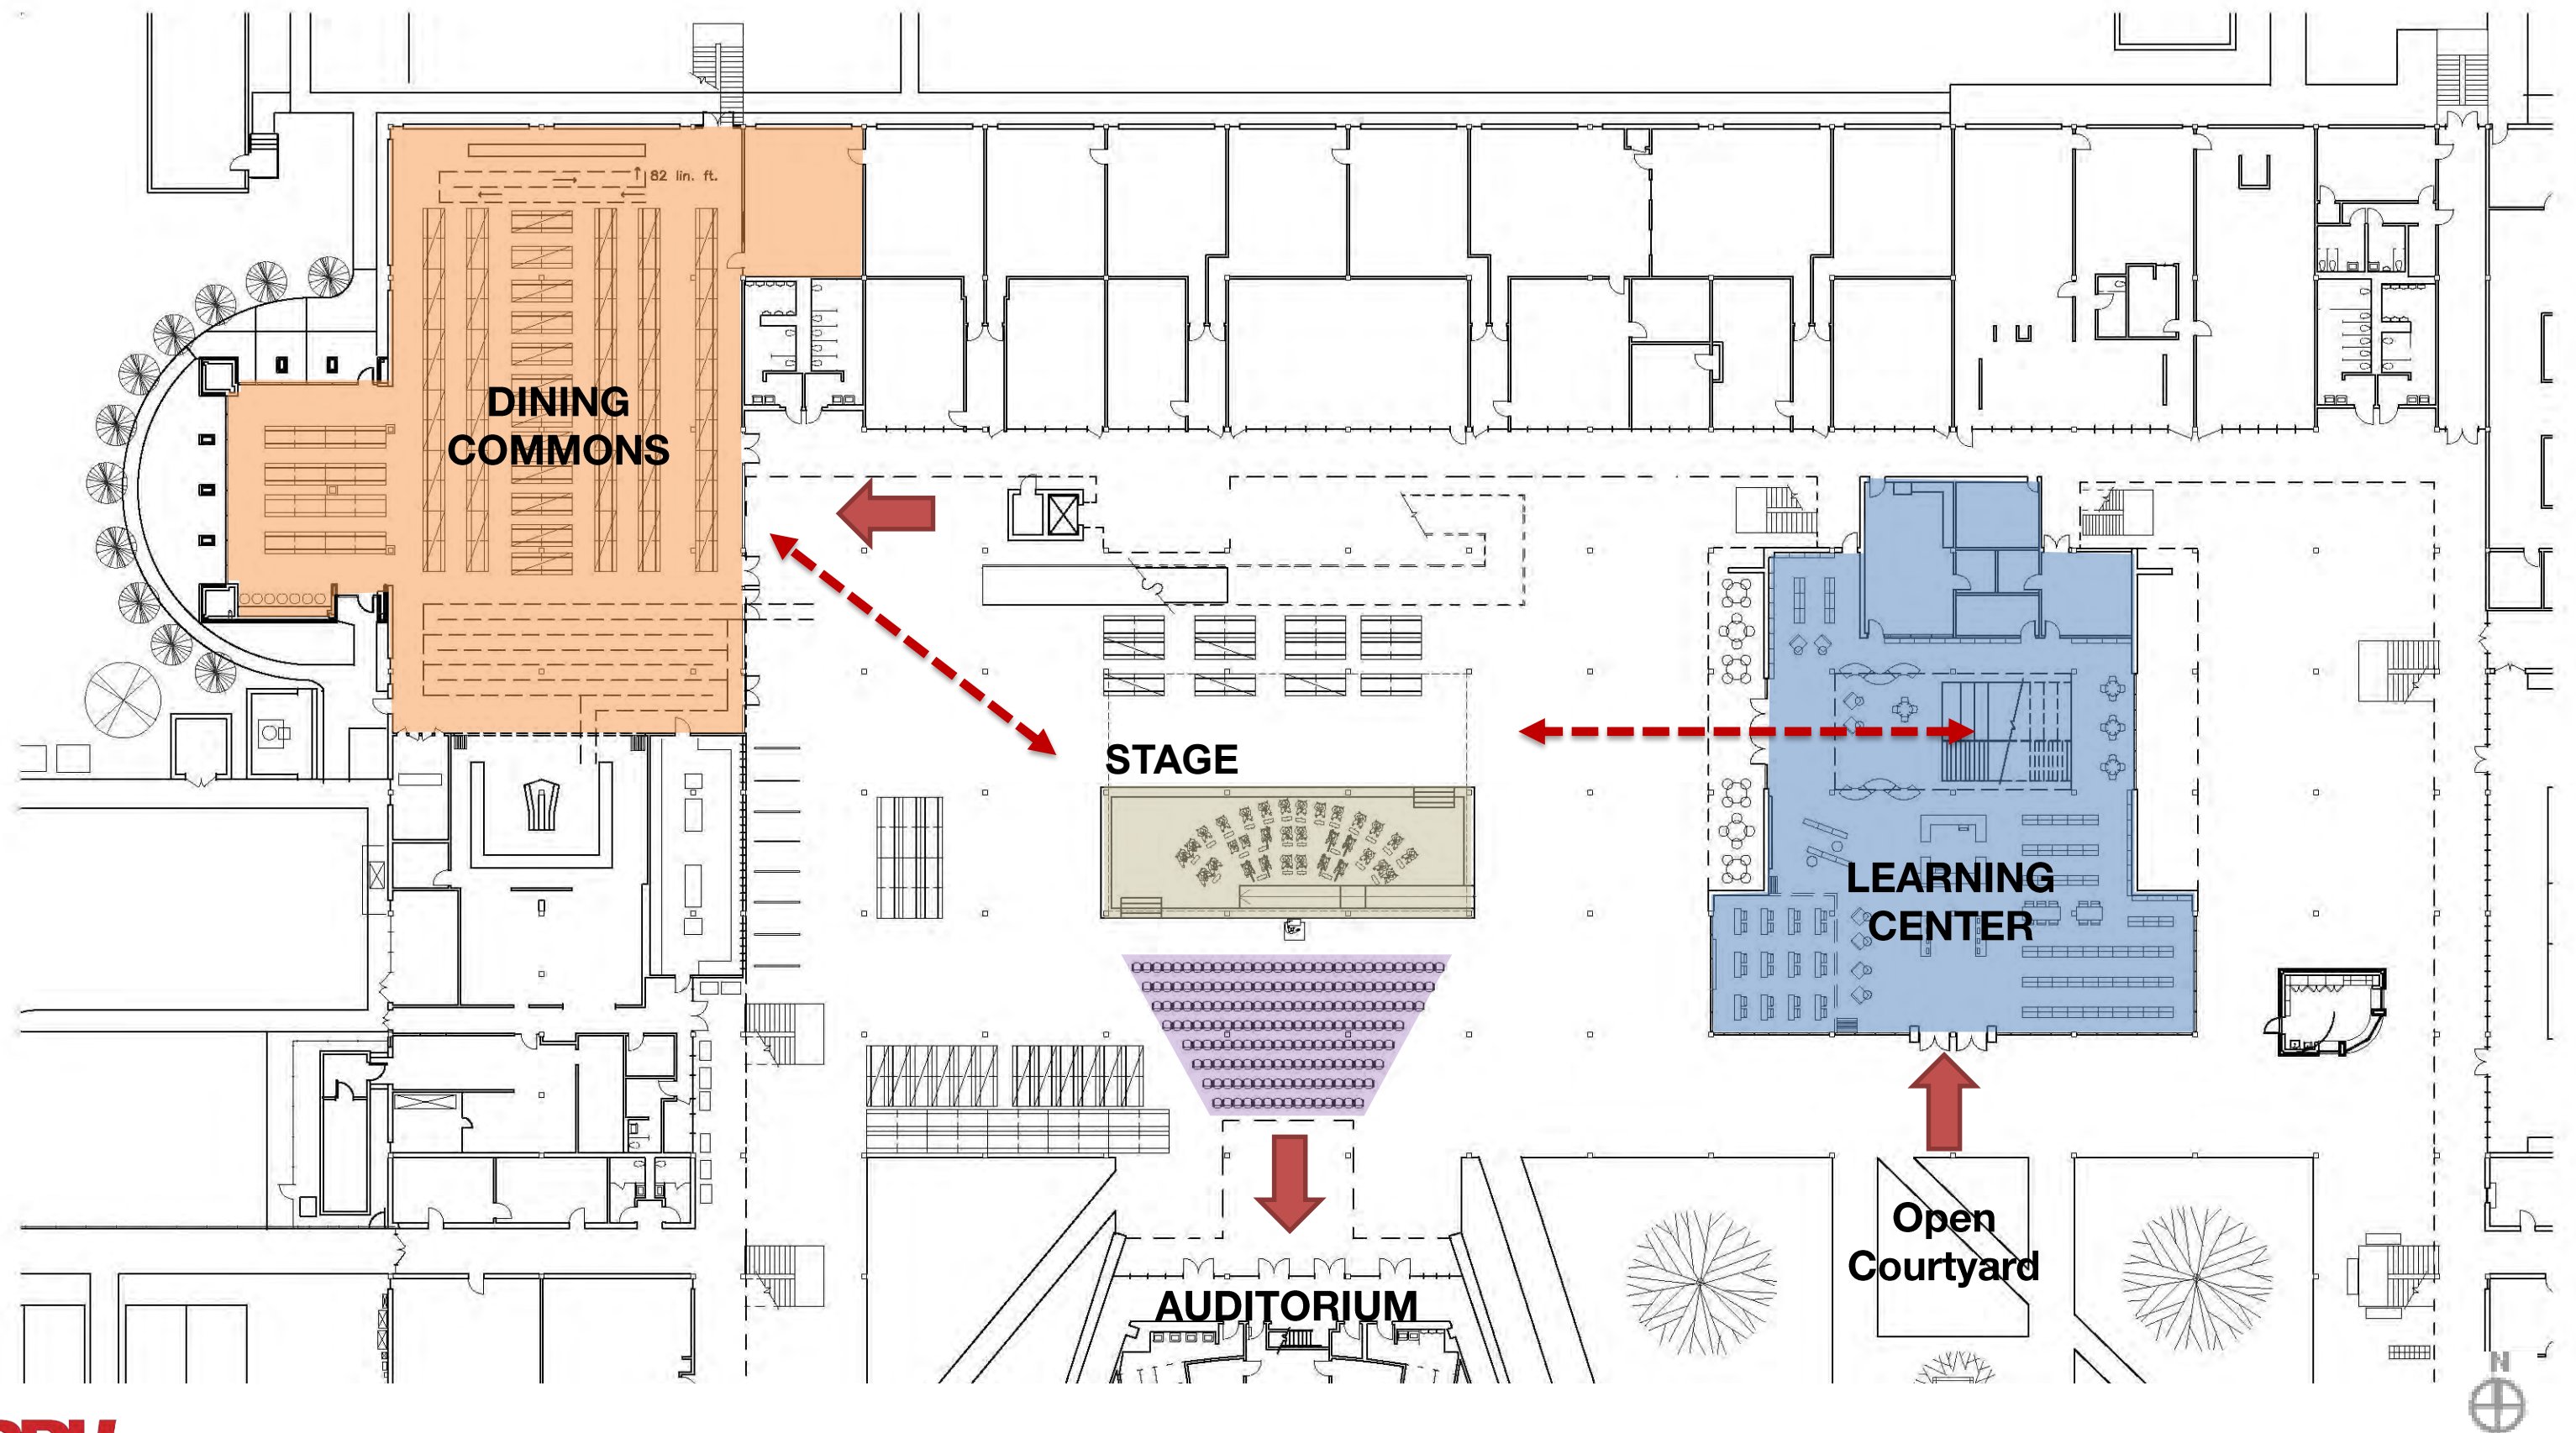 82 lin. ft.
DINING
COMMONS
STAGE
LEARNING
CENTER
Open
Courtyard
AUDITORIUM
N